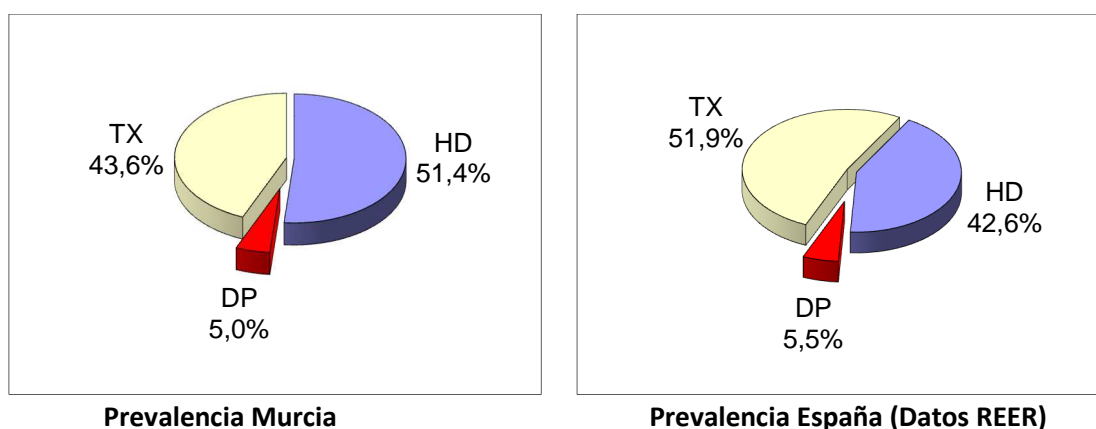 TX
43,6%
HD
51,4%
DP
5,0%
Prevalencia Murcia
TX
51,9%
HD
42,6%
DP
5,5%
Prevalencia España (Datos REER)